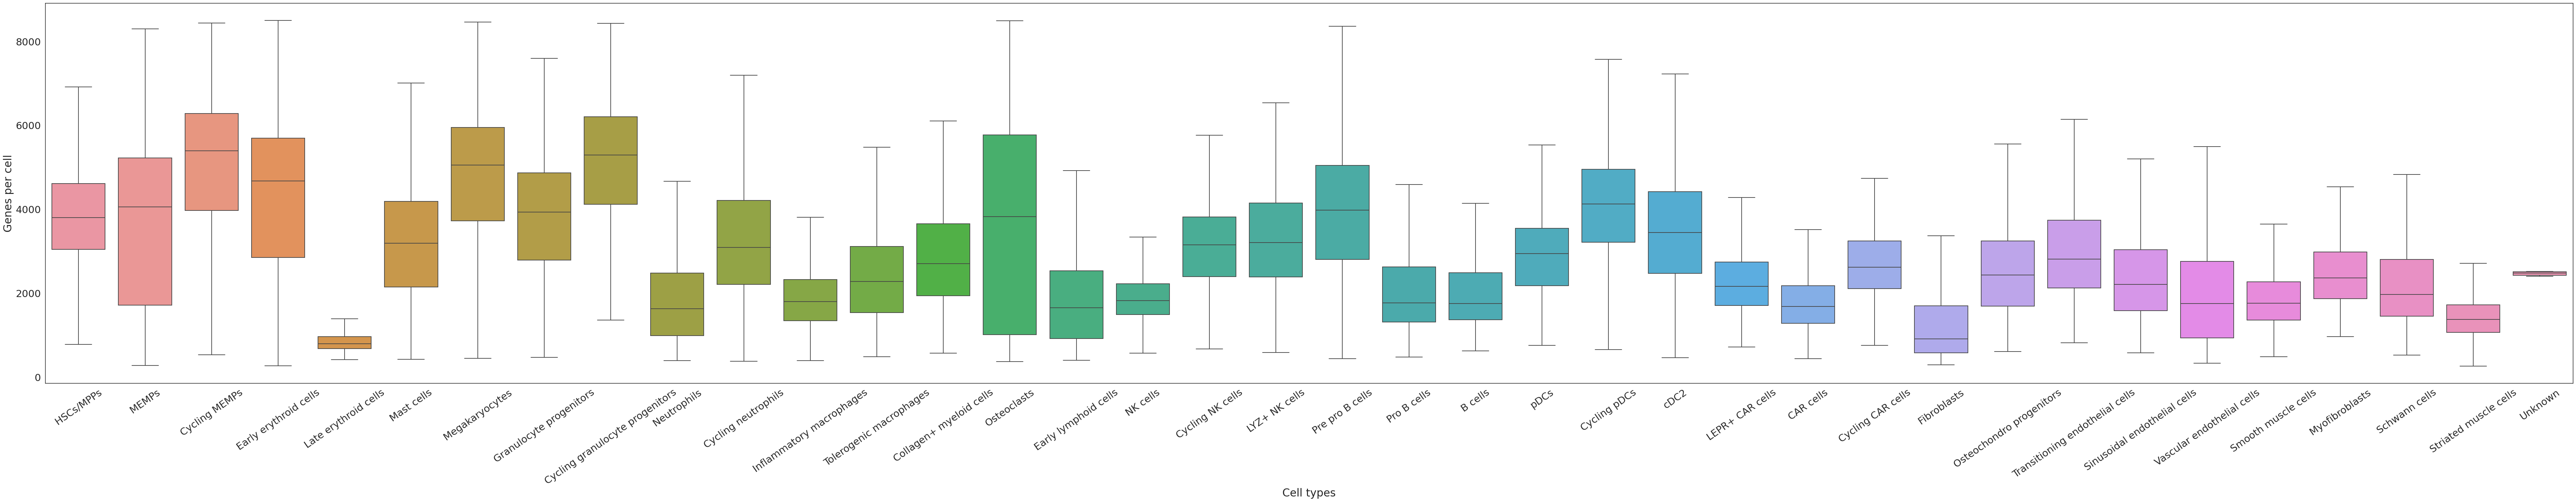 8000
6000
4000
2000
0
Genes per cell
HSCs/MPPs
MEMPs
Cycling MEMPs
Early erythroid cells
Late erythroid cells
Mast cells
Megakaryocytes
Granulocyte progenitors
Cycling granulocyte progenitors
Neutrophils
Cycling neutrophils
Inflammatory macrophages
Tolerogenic macrophages
Collagen+ myeloid cells
Osteoclasts
Early lymphoid cells
NK cells
Cycling NK cells
LYZ+ NK cells
Pre pro B cells
Pro B cells
B cells
pDCs
Cycling pDCs
cDC2
LEPR+ CAR cells
CAR cells
Cycling CAR cells
Fibroblasts
Osteochondro progenitors
Transitioning endothelial cells
Sinusoidal endothelial cells
Vascular endothelial cells
Smooth muscle cells
Myofibroblasts
Schwann cells
Striated muscle cells
Unknown
Cell types